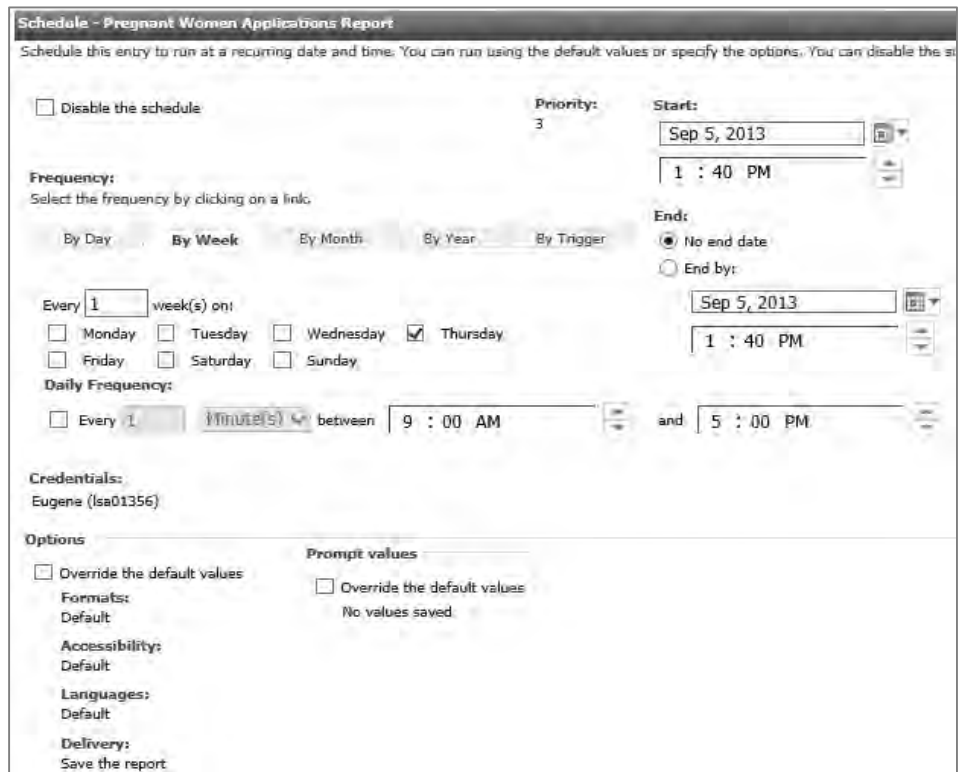 Schedule - Pregnant Women Applications Report
Schedule this entry to run at a recurring date and time. You can run using the default values or specify the options. You can disable the
Disable the schedule
Priority:
3
Start:
Sep 5, 2013
1 : 40 PM
Frequency:
Select the frequency by clicking on a link.
By Day By Week By Month By Year By Trigger
End:
No end date
End by:
Sep 5, 2013
1 : 40 PM
Every 1 week(s) on:
Monday Tuesday Wednesday Thursday
Friday Saturday Sunday
Daily Frequency:
Every 1 Minute(s) between 9 : 00 AM and 5 : 00 PM
Credentials:
Eugene (lsa01356)
Options
Override the default values
Formats:
Default
Accessibility:
Default
Languages:
Default
Delivery:
Save the report
Prompt values
Override the default values
No values saved